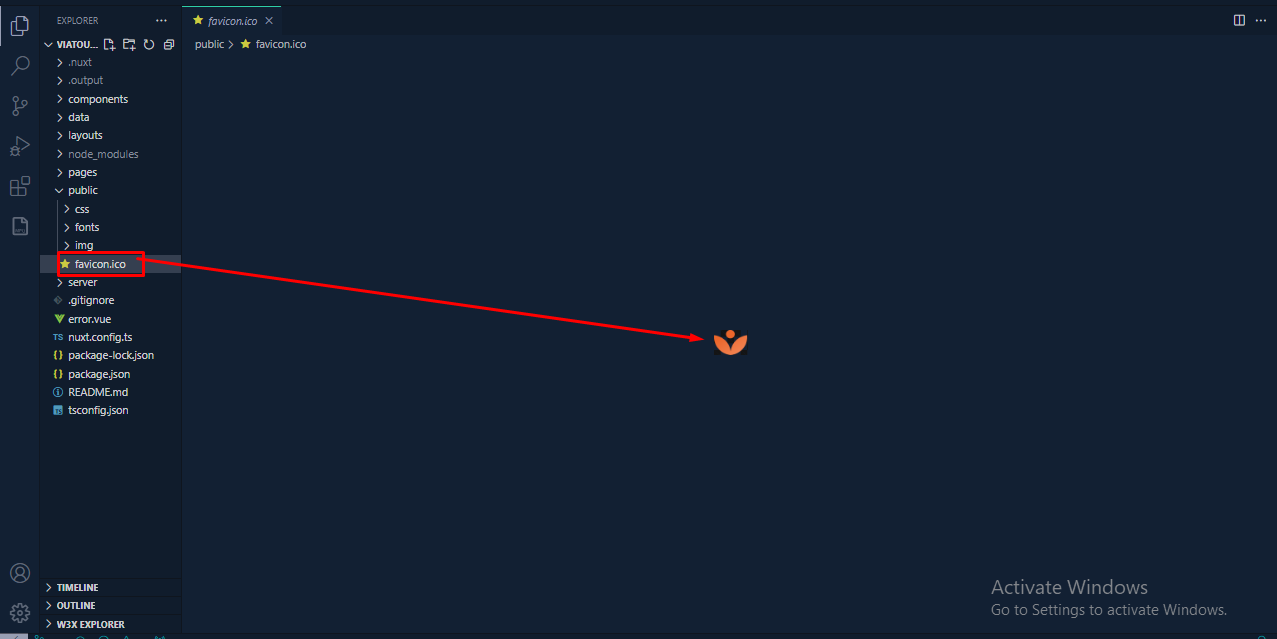 EXPLORER
VIATOU...
.nuxt
.output
components
data
layouts
node_modules
pages
public
css
fonts
img
favicon.ico
server
.gitignore
error.vue
TS nuxt.config.ts
{} package-lock.json
{} package.json
README.md
TS tsconfig.json
TIMELINE
OUTLINE
W3X EXPLORER
favicon.ico
public > favicon.ico
Activate Windows
Go to Settings to activate Windows.